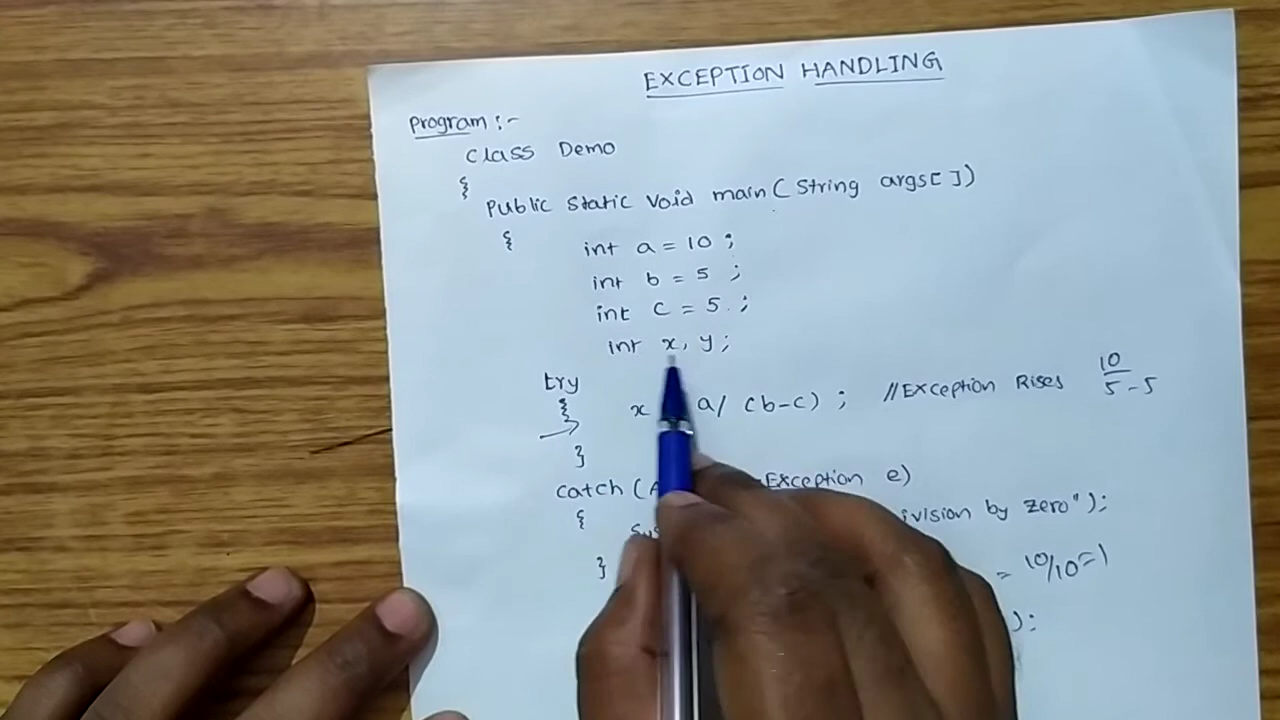 EXCEPTION HANDLING
Program :-
Class Demo
{
Public Static Void main ( String args[ ])
{ int a = 10 ;
int b = 5 ;
int c = 5 ;
int x, y ;
try
{ x a / (b-c) ; //Exception Rises 10/5-5
}
catch ( Exception e)
{ by zero" );
} = 10/10 = 1
);